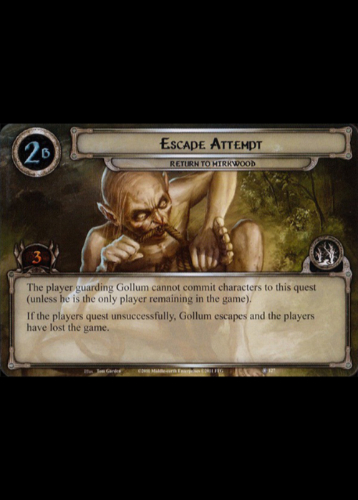 2B
ESCAPE ATTEMPT
RETURN TO MIRKWOOD
3
The player guarding Gollum cannot commit characters to this quest
(unless he is the only player remaining in the game).
If the players quest unsuccessfully, Gollum escapes and the players
have lost the game.